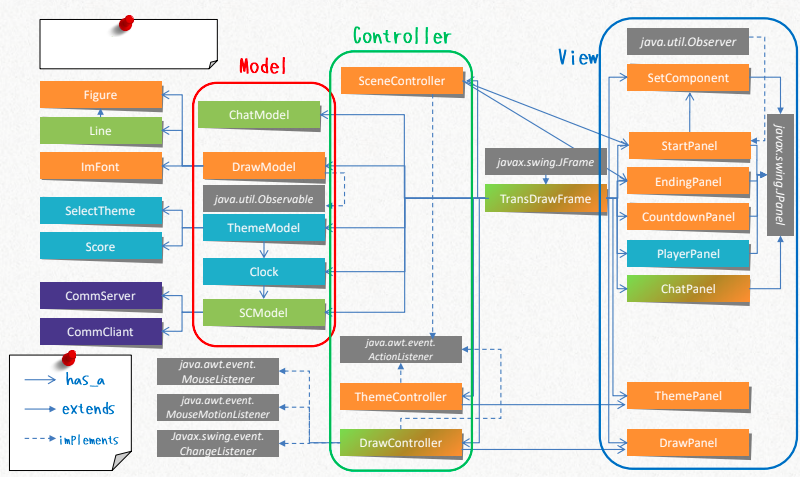 Controller
java.util.Observer
View
Model
SceneController
SetComponent
Figure
ChatModel
Line
java.swing.JPanel
StartPanel
javax.swing.JFrame
ImFont
DrawModel
EndingPanel
java.util.Observable
TransDrawFrame
SelectTheme
CountdownPanel
ThemeModel
Score
PlayerPanel
Clock
ChatPanel
CommServer
SCModel
CommCliant
java.awt.event.
ActionListener
java.awt.event.
MouseListener
has_a
ThemeController
ThemePanel
extends
java.awt.event.
MouseMotionListener
implements
Javax.swing.event.
ChangeListener
DrawController
DrawPanel